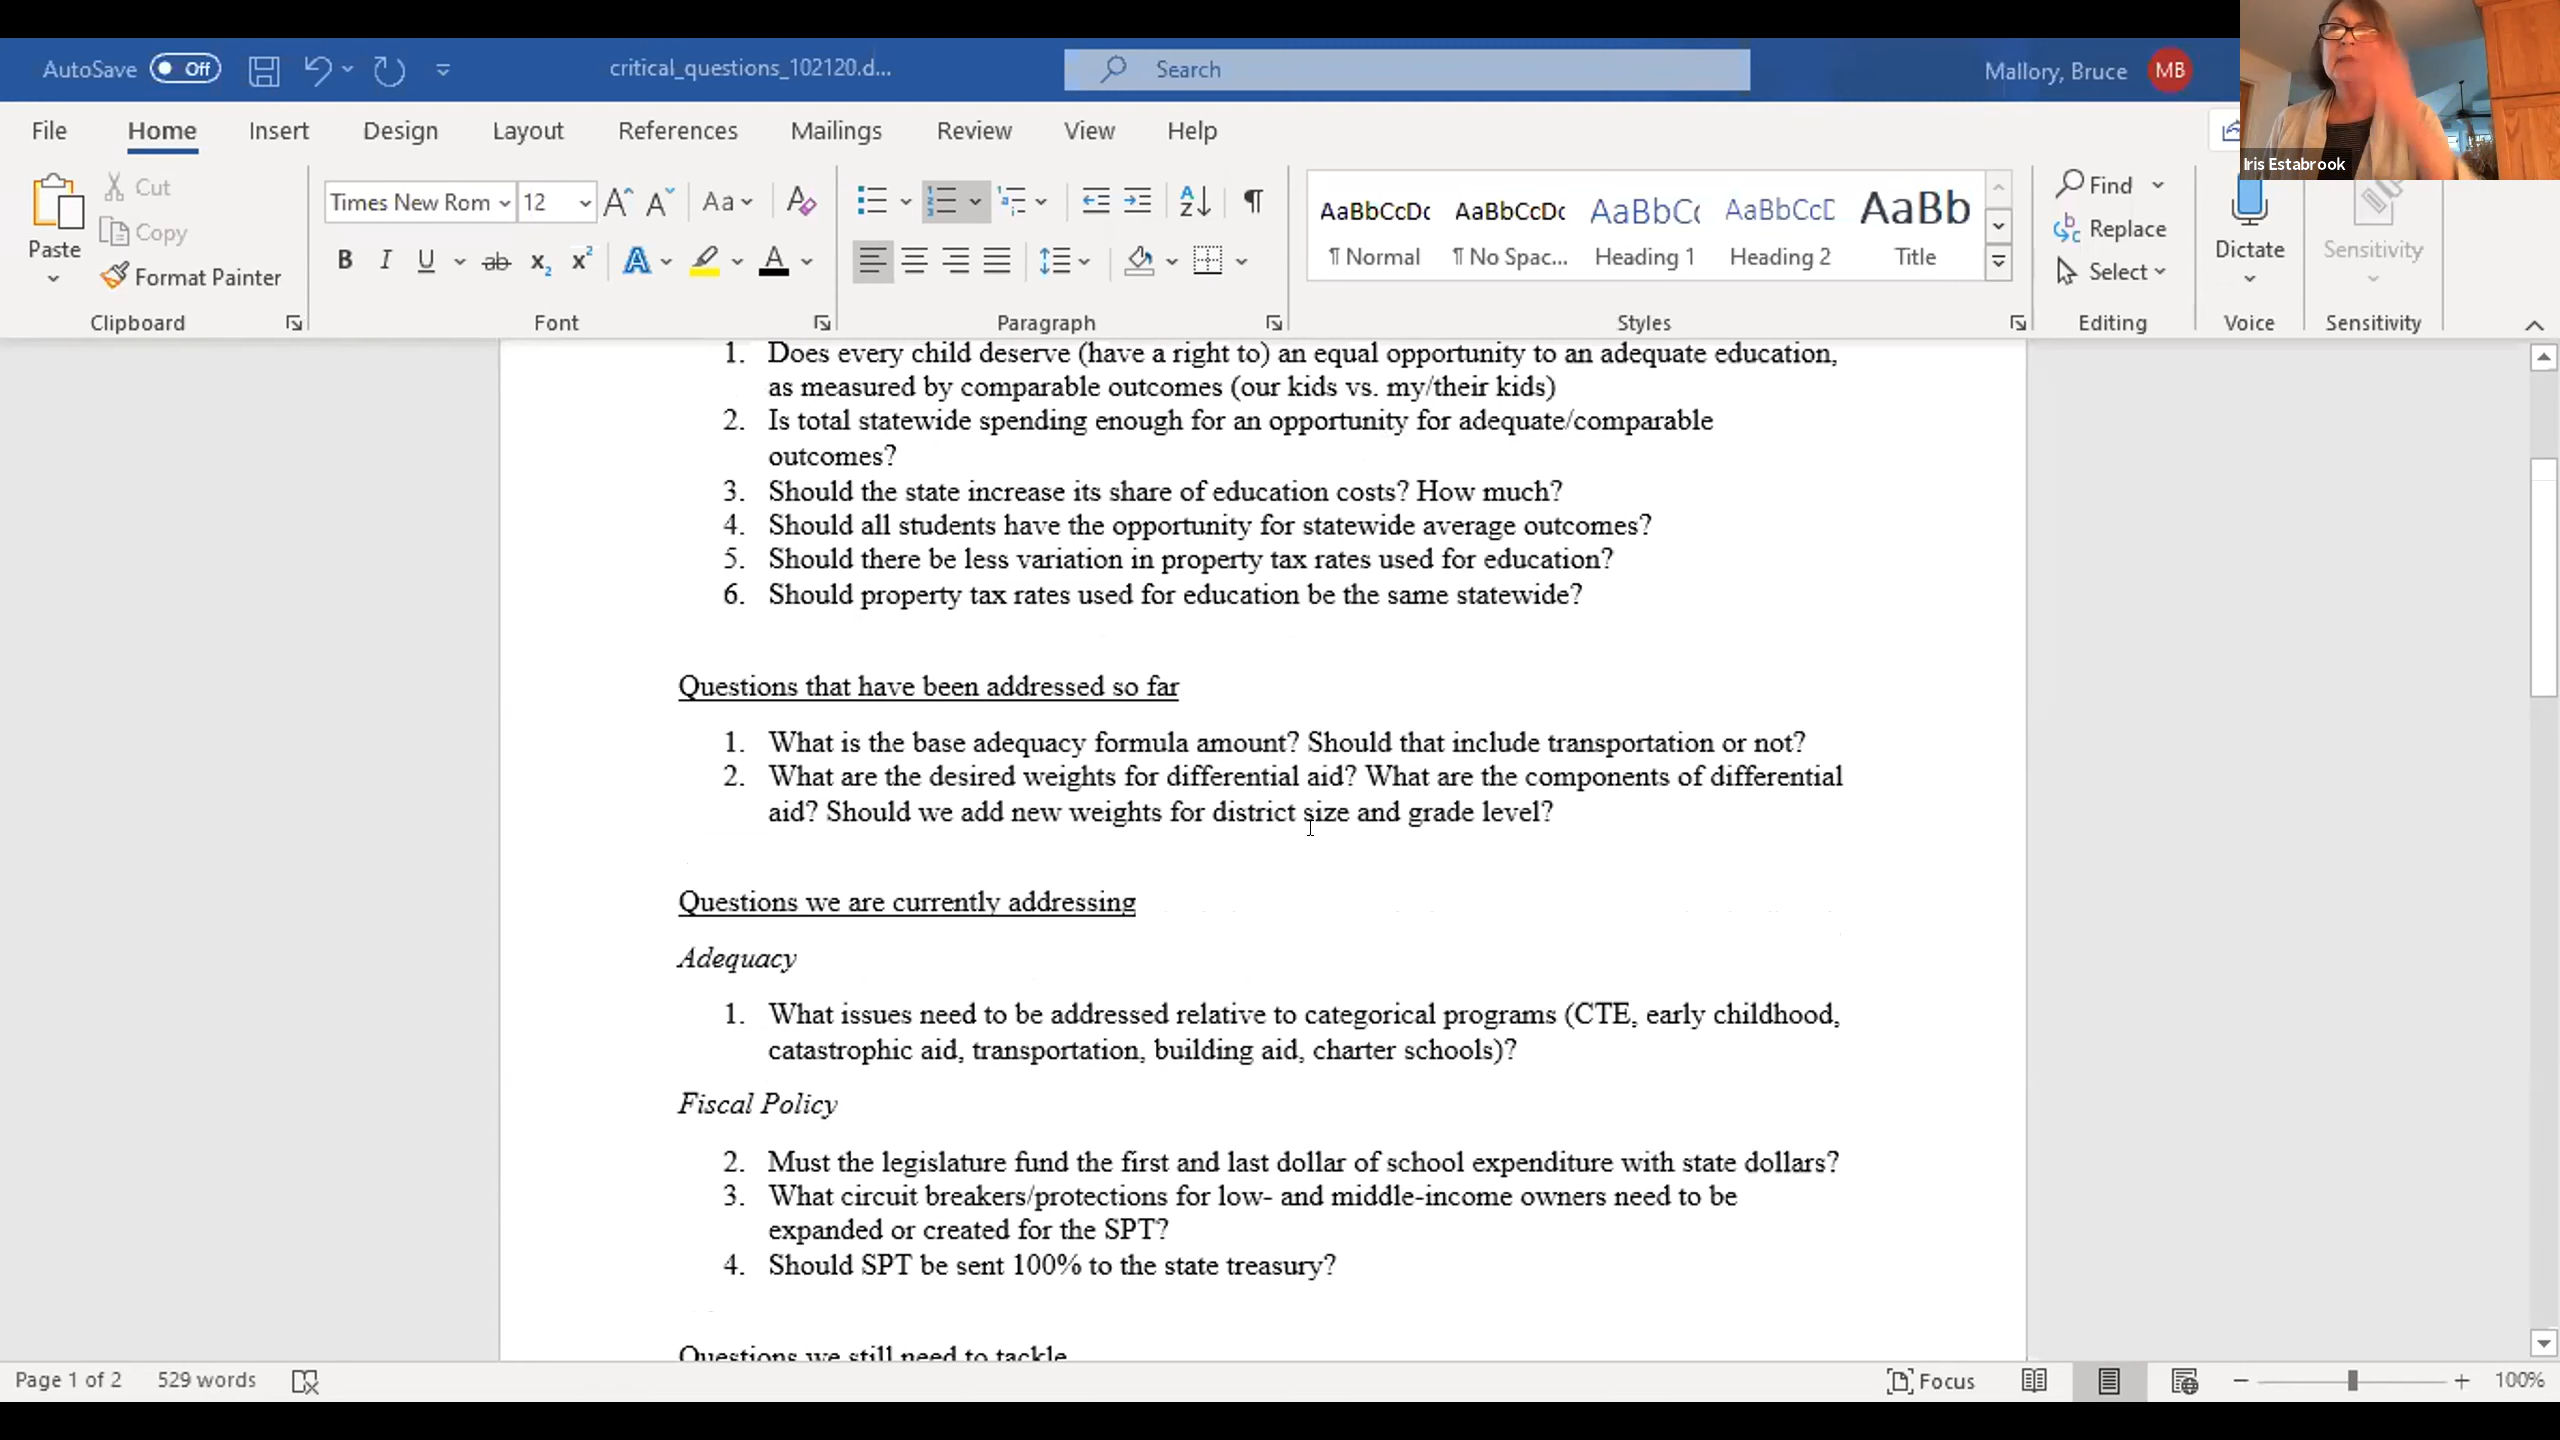 AutoSave Off critical_questions_102120.d... Search Mallory, Bruce MB
Iris Estabrook
File Home Insert Design Layout References Mailings Review View Help
Paste Cut Copy Format Painter
Clipboard
Times New Rom 12 Aa
B I U ab x₂ x² A A
Font
Paragraph
AaBbCcDc AaBbCcDc AaBbCc AaBbCcD AaBb
¶ Normal ¶ No Spac... Heading 1 Heading 2 Title
Styles
Find
Replace
Select
Editing
Dictate
Voice
Sensitivity
Sensitivity
1. Does every child deserve (have a right to) an equal opportunity to an adequate education,
as measured by comparable outcomes (our kids vs. my/their kids)
2. Is total statewide spending enough for an opportunity for adequate/comparable
outcomes?
3. Should the state increase its share of education costs? How much?
4. Should all students have the opportunity for statewide average outcomes?
5. Should there be less variation in property tax rates used for education?
6. Should property tax rates used for education be the same statewide?
Questions that have been addressed so far
1. What is the base adequacy formula amount? Should that include transportation or not?
2. What are the desired weights for differential aid? What are the components of differential
aid? Should we add new weights for district size and grade level?
Questions we are currently addressing
Adequacy
1. What issues need to be addressed relative to categorical programs (CTE, early childhood,
catastrophic aid, transportation, building aid, charter schools)?
Fiscal Policy
2. Must the legislature fund the first and last dollar of school expenditure with state dollars?
3. What circuit breakers/protections for low- and middle-income owners need to be
expanded or created for the SPT?
4. Should SPT be sent 100% to the state treasury?
Questions we still need to tackle
Page 1 of 2 529 words Focus 100%